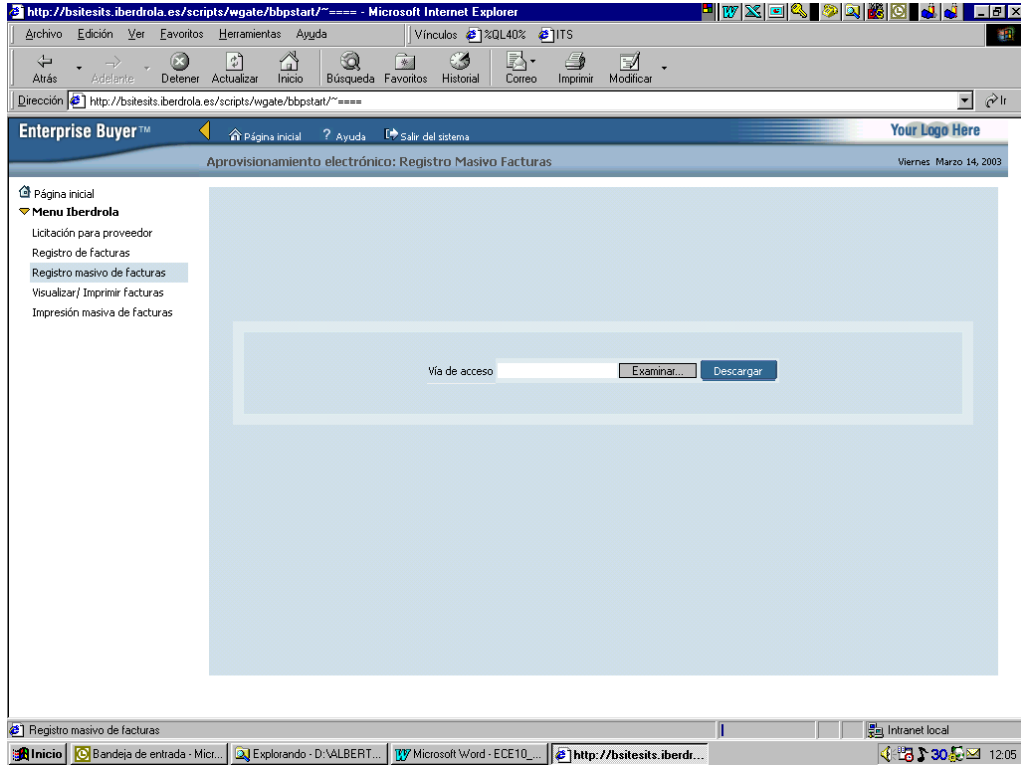 http://bsitesits.iberdrola.es/scripts/wgate/bbpstart/~==== - Microsoft Internet Explorer
Archivo Edición Ver Favoritos Herramientas Ayuda Vínculos %QL40% ITS
Atrás Adelante Detener Actualizar Inicio Búsqueda Favoritos Historial Correo Imprimir Modificar
Dirección http://bsitesits.iberdrola.es/scripts/wgate/bbpstart/~==== Ir
Enterprise Buyer™ Página inicial ? Ayuda Salir del sistema Your Logo Here
Aprovisionamiento electrónico: Registro Masivo Facturas Viernes Marzo 14, 2003
Página inicial
Menu Iberdrola
Licitación para proveedor
Registro de facturas
Registro masivo de facturas
Visualizar/ Imprimir facturas
Impresión masiva de facturas
Vía de acceso Examinar... Descargar
Registro masivo de facturas Intranet local
Inicio Bandeja de entrada - Micr... Explorando - D:\ALBERT... Microsoft Word - ECE10_... http://bsitesits.iberdr... 30 12:05